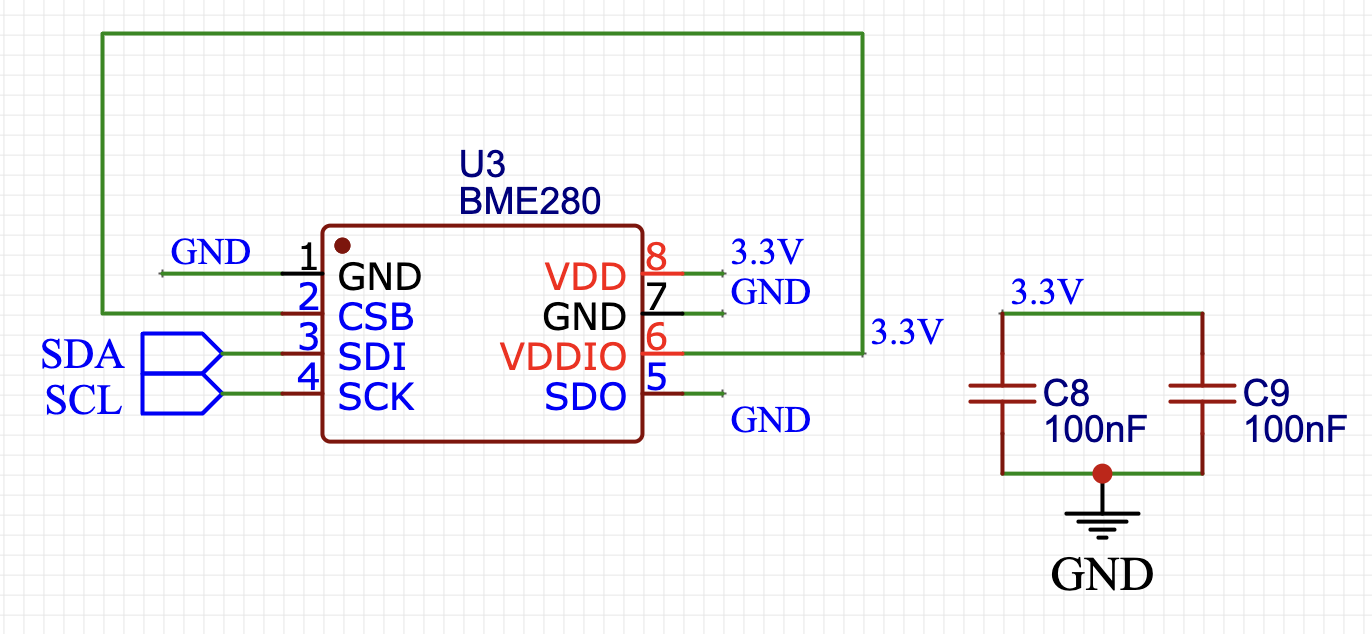 U3
BME280
GND 1 GND VDD 8 3.3V
2 CSB GND 7 GND
SDA 3 SDI VDDIO 6 3.3V
SCL 4 SCK SDO 5 GND
3.3V
C8
100nF
C9
100nF
GND